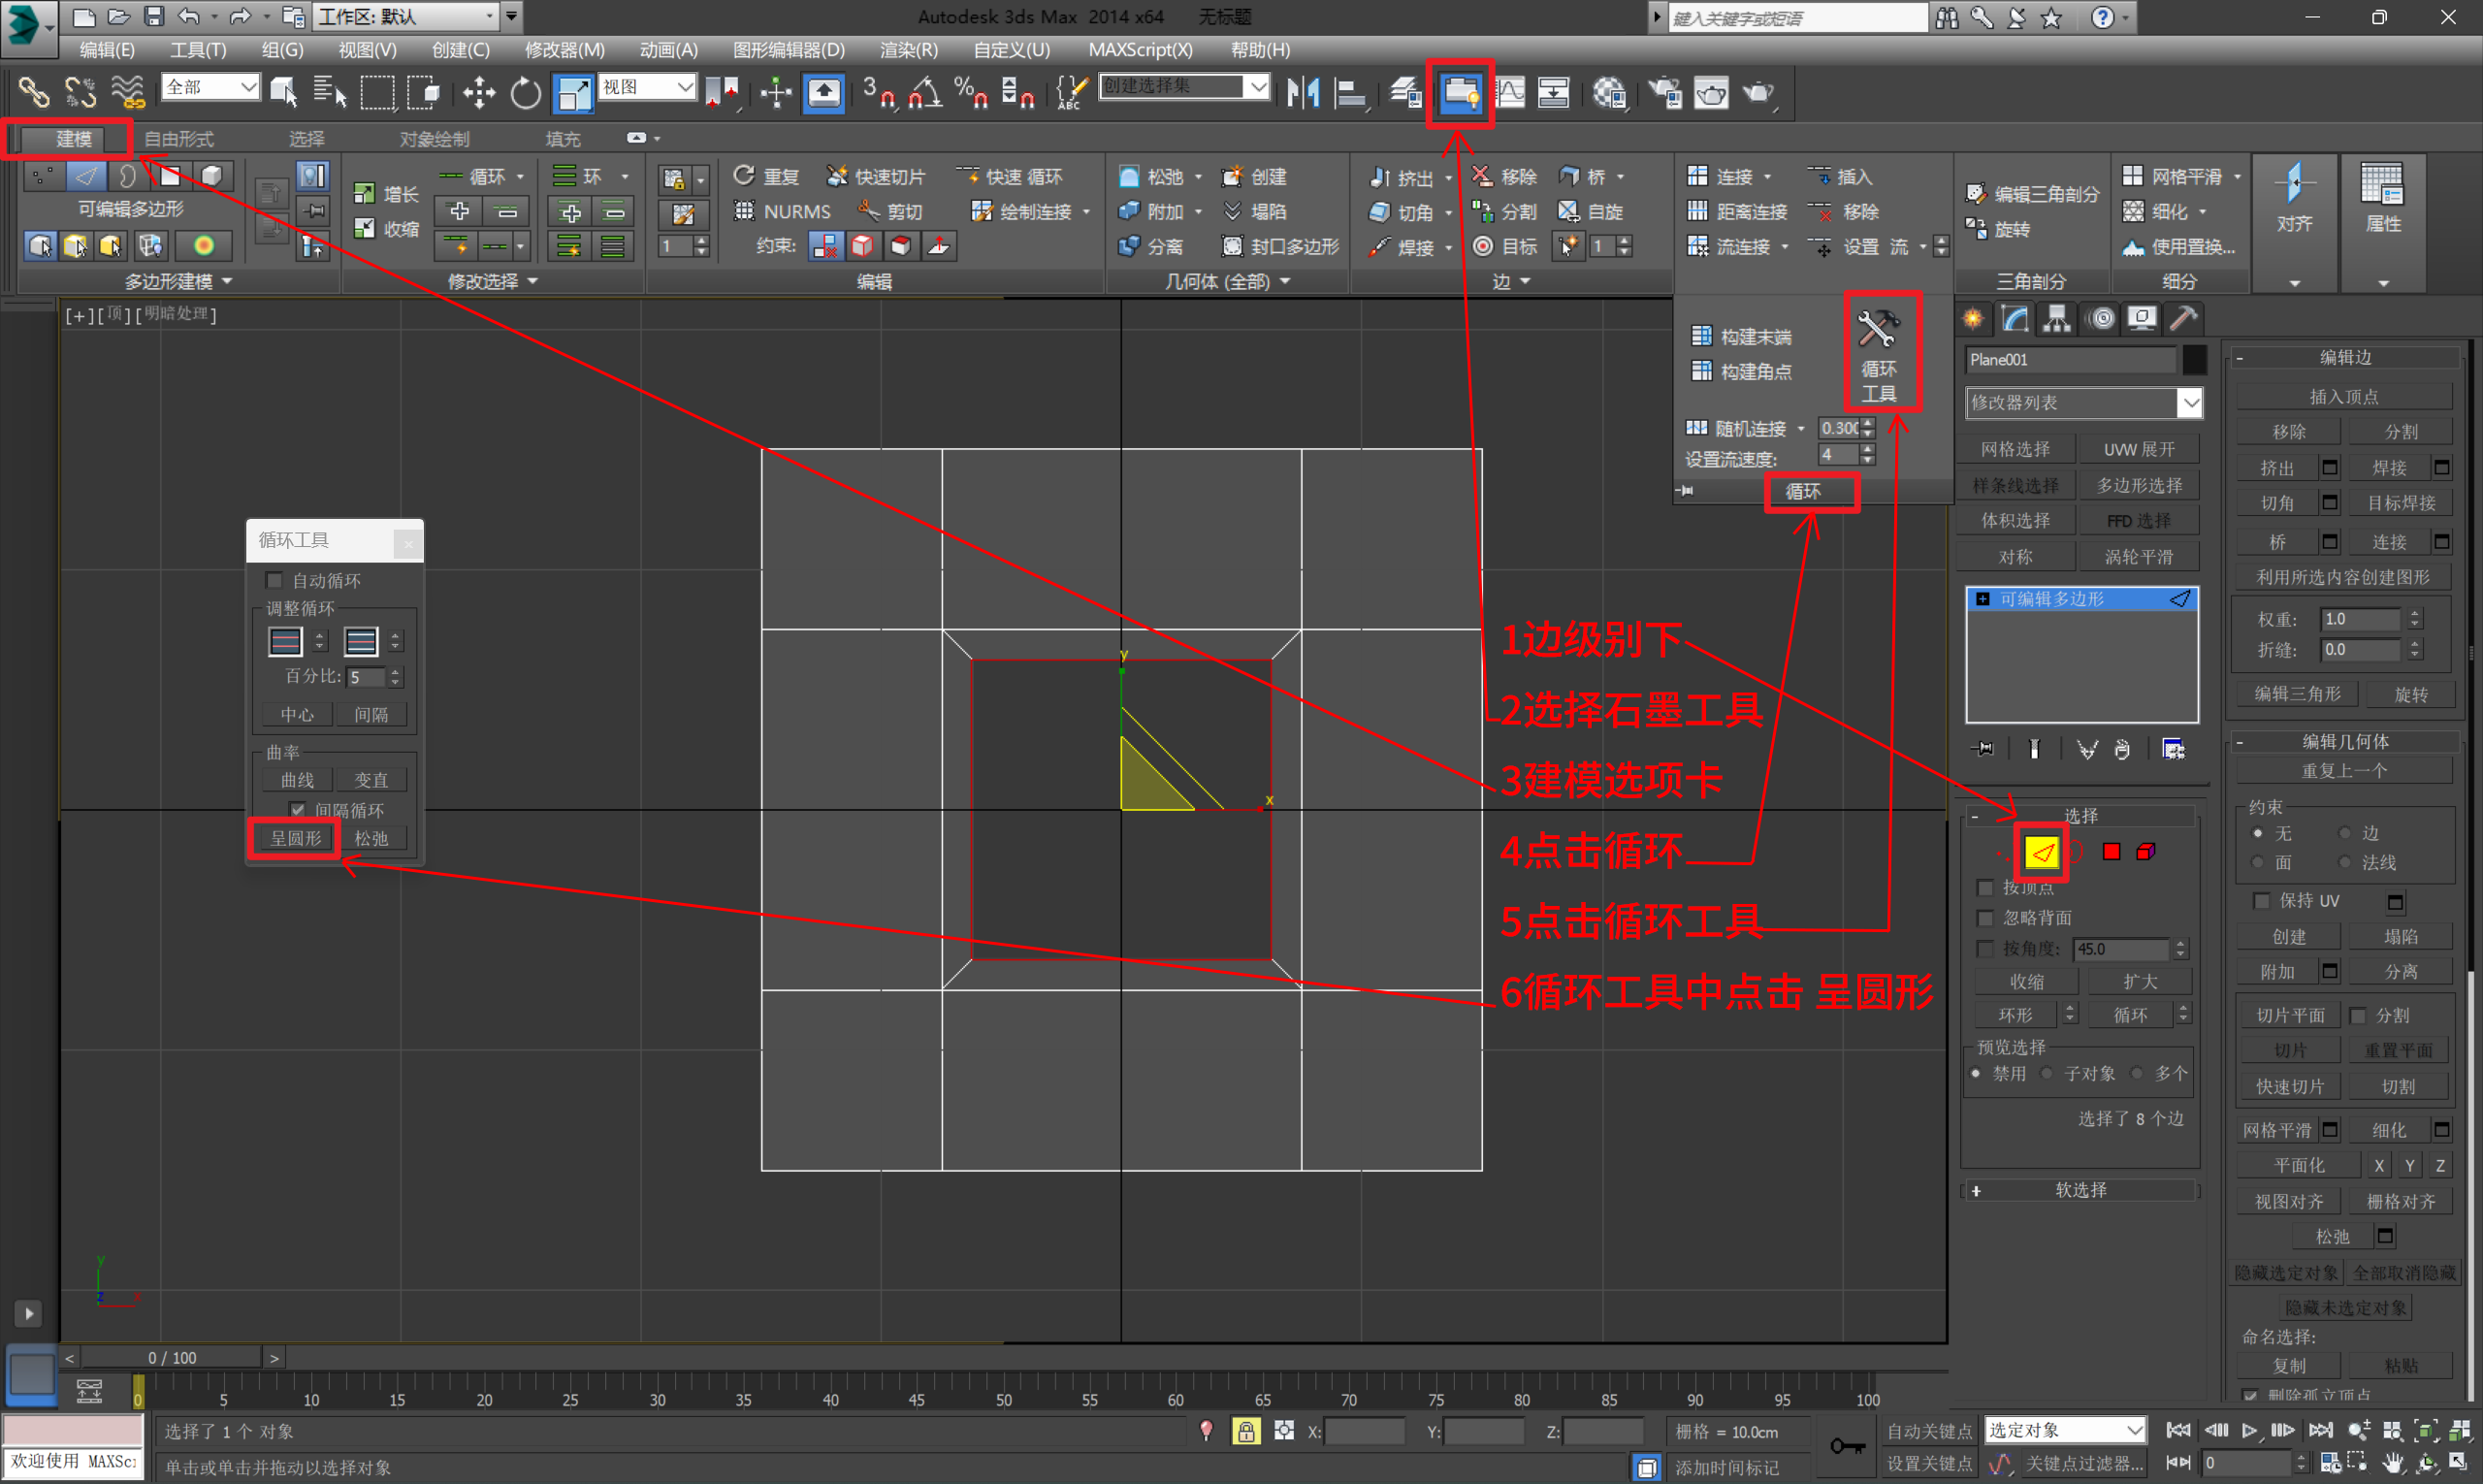 工作区: 默认
Autodesk 3ds Max 2014 x64 无标题
键入关键字或短语
编辑(E) 工具(T) 组(G) 视图(V) 创建(C) 修改器(M) 动画(A) 图形编辑器(D) 渲染(R) 自定义(U) MAXScript(X) 帮助(H)
全部
视图
3
%
ABC
创建选择集
建模 自由形式 选择 对象绘制 填充
可编辑多边形
多边形建模
增长
收缩
循环
环
修改选择
1
重复 快速切片 快速 循环
NURMS 剪切 绘制连接
约束:
编辑
松弛 创建
附加 塌陷
分离 封口多边形
几何体 (全部)
挤出 移除 桥
切角 分割 自旋
焊接 目标 1
边
连接 插入
距离连接 移除
流连接 设置 流
构建末端
构建角点
循环
工具
随机连接 0.300
设置流速度: 4
循环
编辑三角剖分
旋转
三角剖分
网格平滑
细化
使用置换...
细分
对齐
属性
[+][顶][明暗处理]
循环工具
自动循环
调整循环
百分比: 5
中心 间隔
曲率
曲线 变直
间隔循环
呈圆形 松弛
y
x
1边级别下
2选择石墨工具
3建模选项卡
4点击循环
5点击循环工具
6循环工具中点击 呈圆形
y
z x
Plane001
修改器列表
网格选择 UVW 展开
样条线选择 多边形选择
体积选择 FFD 选择
对称 涡轮平滑
可编辑多边形
选择
按顶点
忽略背面
按角度: 45.0
收缩 扩大
环形 循环
预览选择
禁用 子对象 多个
选择了 8 个边
软选择
编辑边
插入顶点
移除 分割
挤出 焊接
切角 目标焊接
桥 连接
利用所选内容创建图形
权重: 1.0
折缝: 0.0
编辑三角形 旋转
编辑几何体
重复上一个
约束
无 边
面 法线
保持 UV
创建 塌陷
附加 分离
切片平面 分割
切片 重置平面
快速切片 切割
网格平滑 细化
平面化 X Y Z
视图对齐 栅格对齐
松弛
隐藏选定对象 全部取消隐藏
隐藏未选定对象
命名选择:
复制 粘贴
删除孤立顶点
< 0 / 100 >
0 5 10 15 20 25 30 35 40 45 50 55 60 65 70 75 80 85 90 95 100
选择了 1 个 对象
X: Y: Z:
栅格 = 10.0cm
自动关键点 选定对象
欢迎使用 MAXSc
单击或单击并拖动以选择对象
添加时间标记
设置关键点 关键点过滤器...
0